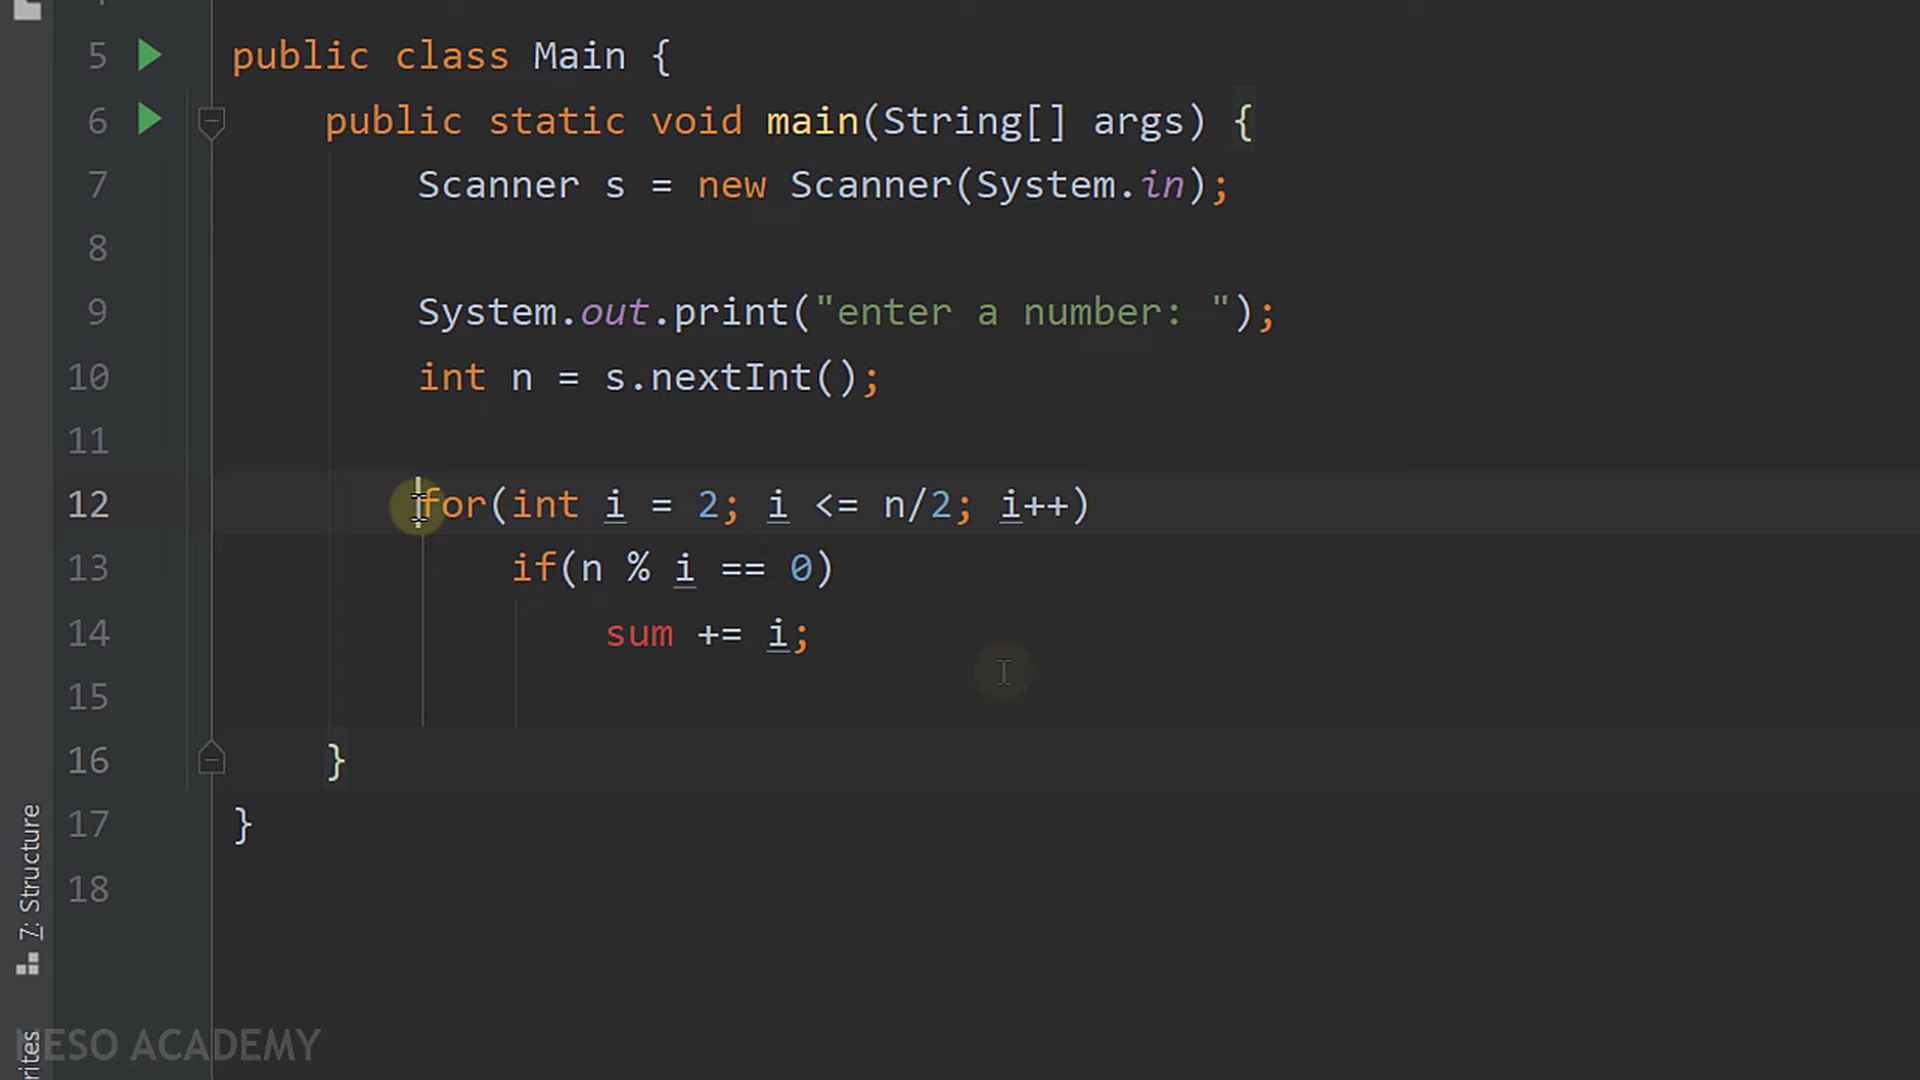 5 public class Main {
6 public static void main(String[] args) {
7 Scanner s = new Scanner(System.in);
8
9 System.out.print("enter a number: ");
10 int n = s.nextInt();
11
12 for(int i = 2; i <= n/2; i++)
13 if(n % i == 0)
14 sum += i;
15
16 }
17 }
18
7: Structure
NESO ACADEMY